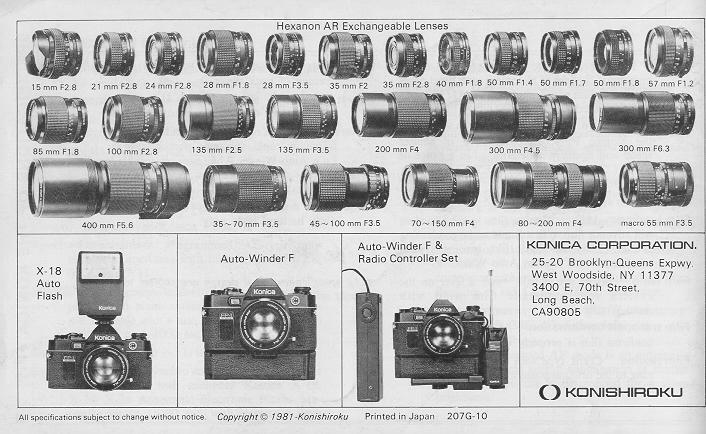 Hexanon AR Exchangeable Lenses
15 mm F2.8
21 mm F2.8
24 mm F2.8
28 mm F1.8
28 mm F3.5
35 mm F2
35 mm F2.8
40 mm F1.8
50 mm F1.4
50 mm F1.7
50 mm F1.8
57 mm F1.2
85 mm F1.8
100 mm F2.8
135 mm F2.5
135 mm F3.5
200 mm F4
300 mm F4.5
300 mm F6.3
400 mm F5.6
35~70 mm F3.5
45~100 mm F3.5
70~150 mm F4
80~200 mm F4
macro 55 mm F3.5
X-18
Auto
Flash
Konica
Auto-Winder F
Konica
Auto-Winder F &
Radio Controller Set
Konica
KONICA CORPORATION.
25-20 Brooklyn-Queens Expwy.
West Woodside, NY 11377
3400 E, 70th Street,
Long Beach,
CA90805
KONISHIROKU
All specifications subject to change without notice. Copyright © 1981-Konishiroku Printed in Japan 207G-10